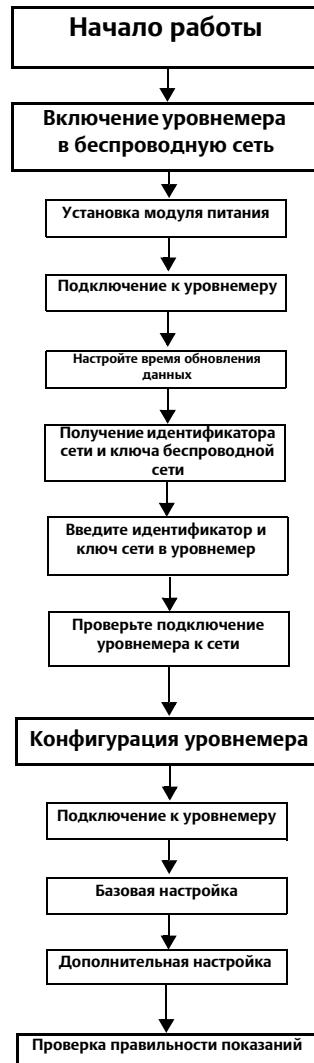 Начало работы
Включение уровнемера
в беспроводную сеть
Установка модуля питания
Подключение к уровнемеру
Настройте время обновления
данных
Получение идентификатора
сети и ключа беспроводной
сети
Введите идентификатор и
ключ сети в уровнемер
Проверьте подключение
уровнемера к сети
Конфигурация уровнемера
Подключение к уровнемеру
Базовая настройка
Дополнительная настройка
Проверка правильности показаний